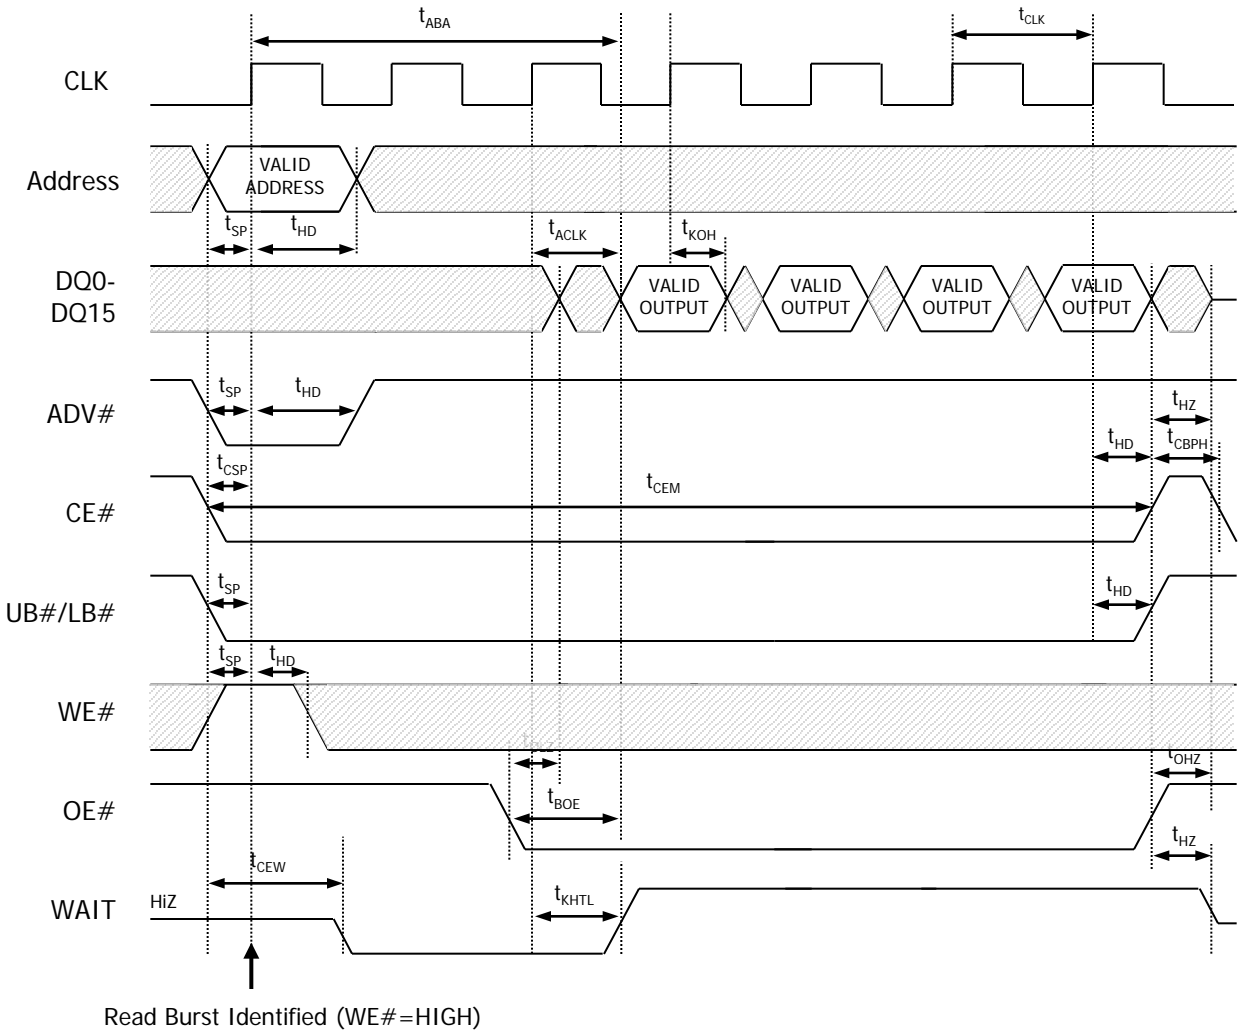 tABA
tCLK
CLK
Address
VALID
ADDRESS
tSP
tHD
tACLK
tKOH
DQ0-
DQ15
VALID
OUTPUT
VALID
OUTPUT
VALID
OUTPUT
VALID
OUTPUT
ADV#
tSP
tHD
tHZ
tHD
tCBPH
tCSP
tCEM
CE#
tSP
tHD
UB#/LB#
tSP
tHD
WE#
tOHZ
tBOE
OE#
tHZ
tCEW
HiZ
tKHTL
WAIT
Read Burst Identified (WE#=HIGH)